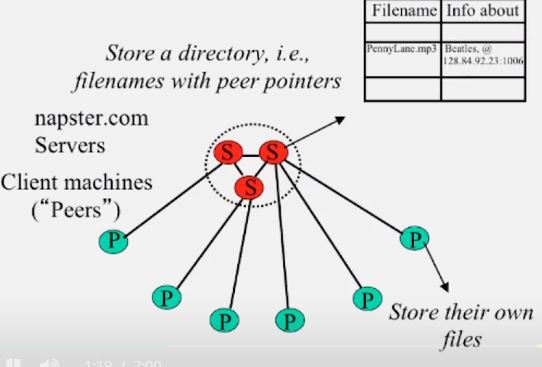 Filename Info about
PennyLane.mp3 Beatles, @
128.84.92.23:1006
Store a directory, i.e.,
filenames with peer pointers
napster.com
Servers
Client machines
(“Peers”)
S S
S
P P
P P
P P
Store their own
files
1:19 / 7:00